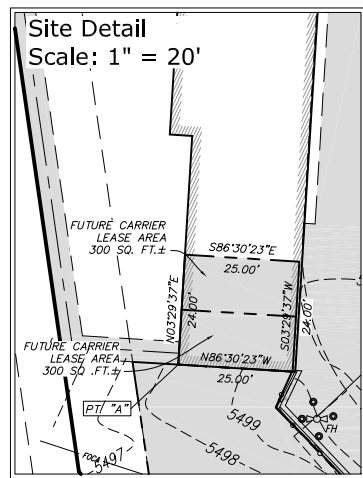 Site Detail
Scale: 1" = 20'
FUTURE CARRIER
LEASE AREA
300 SQ. FT.±
S86°30'23"E
25.00'
N03°29'37"E
24.00'
S03°29'37"W
24.00'
FUTURE CARRIER
LEASE AREA
300 SQ .FT.±
N86°30'23"W
25.00'
PT. "A"
5499
FH
5498
5497
FOCA